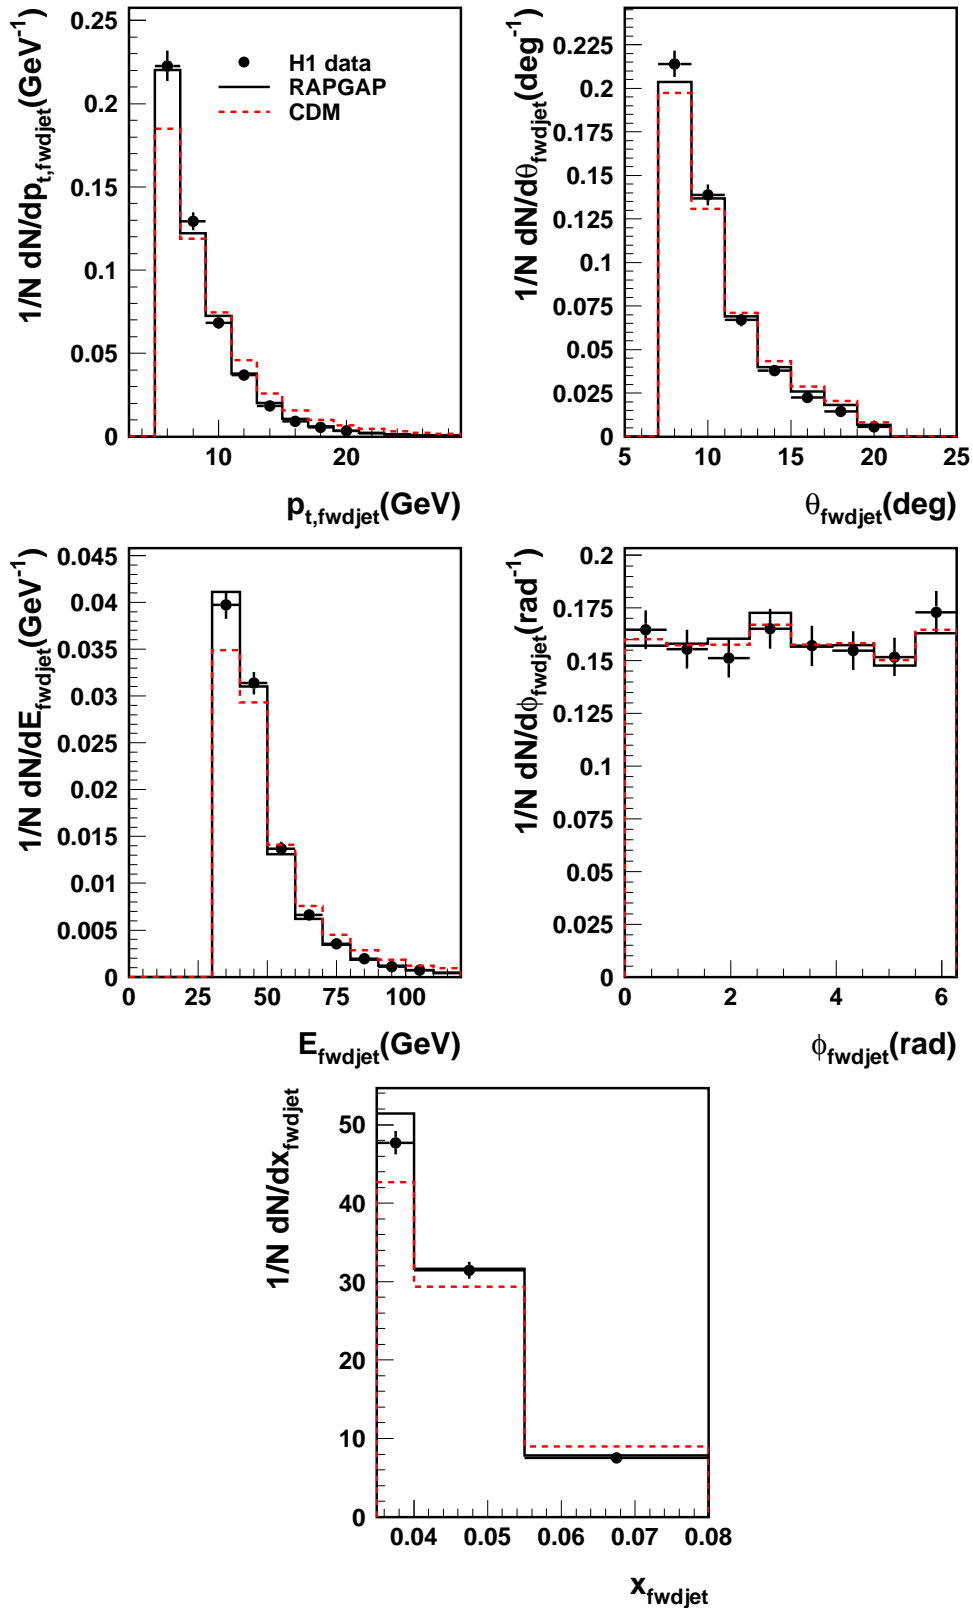 1/N dN/dp_t,fwdjet(GeV^-1)
0.25
0.2
0.15
0.1
0.05
0
H1 data
RAPGAP
CDM
10 20
p_t,fwdjet(GeV)
1/N dN/dθ_fwdjet(deg^-1)
0.225
0.2
0.175
0.15
0.125
0.1
0.075
0.05
0.025
0
5 10 15 20 25
θ_fwdjet(deg)
1/N dN/dE_fwdjet(GeV^-1)
0.045
0.04
0.035
0.03
0.025
0.02
0.015
0.01
0.005
0
0 25 50 75 100
E_fwdjet(GeV)
1/N dN/dϕ_fwdjet(rad^-1)
0.2
0.175
0.15
0.125
0.1
0.075
0.05
0.025
0
0 2 4 6
ϕ_fwdjet(rad)
1/N dN/dx_fwdjet
50
40
30
20
10
0
0.04 0.05 0.06 0.07 0.08
x_fwdjet